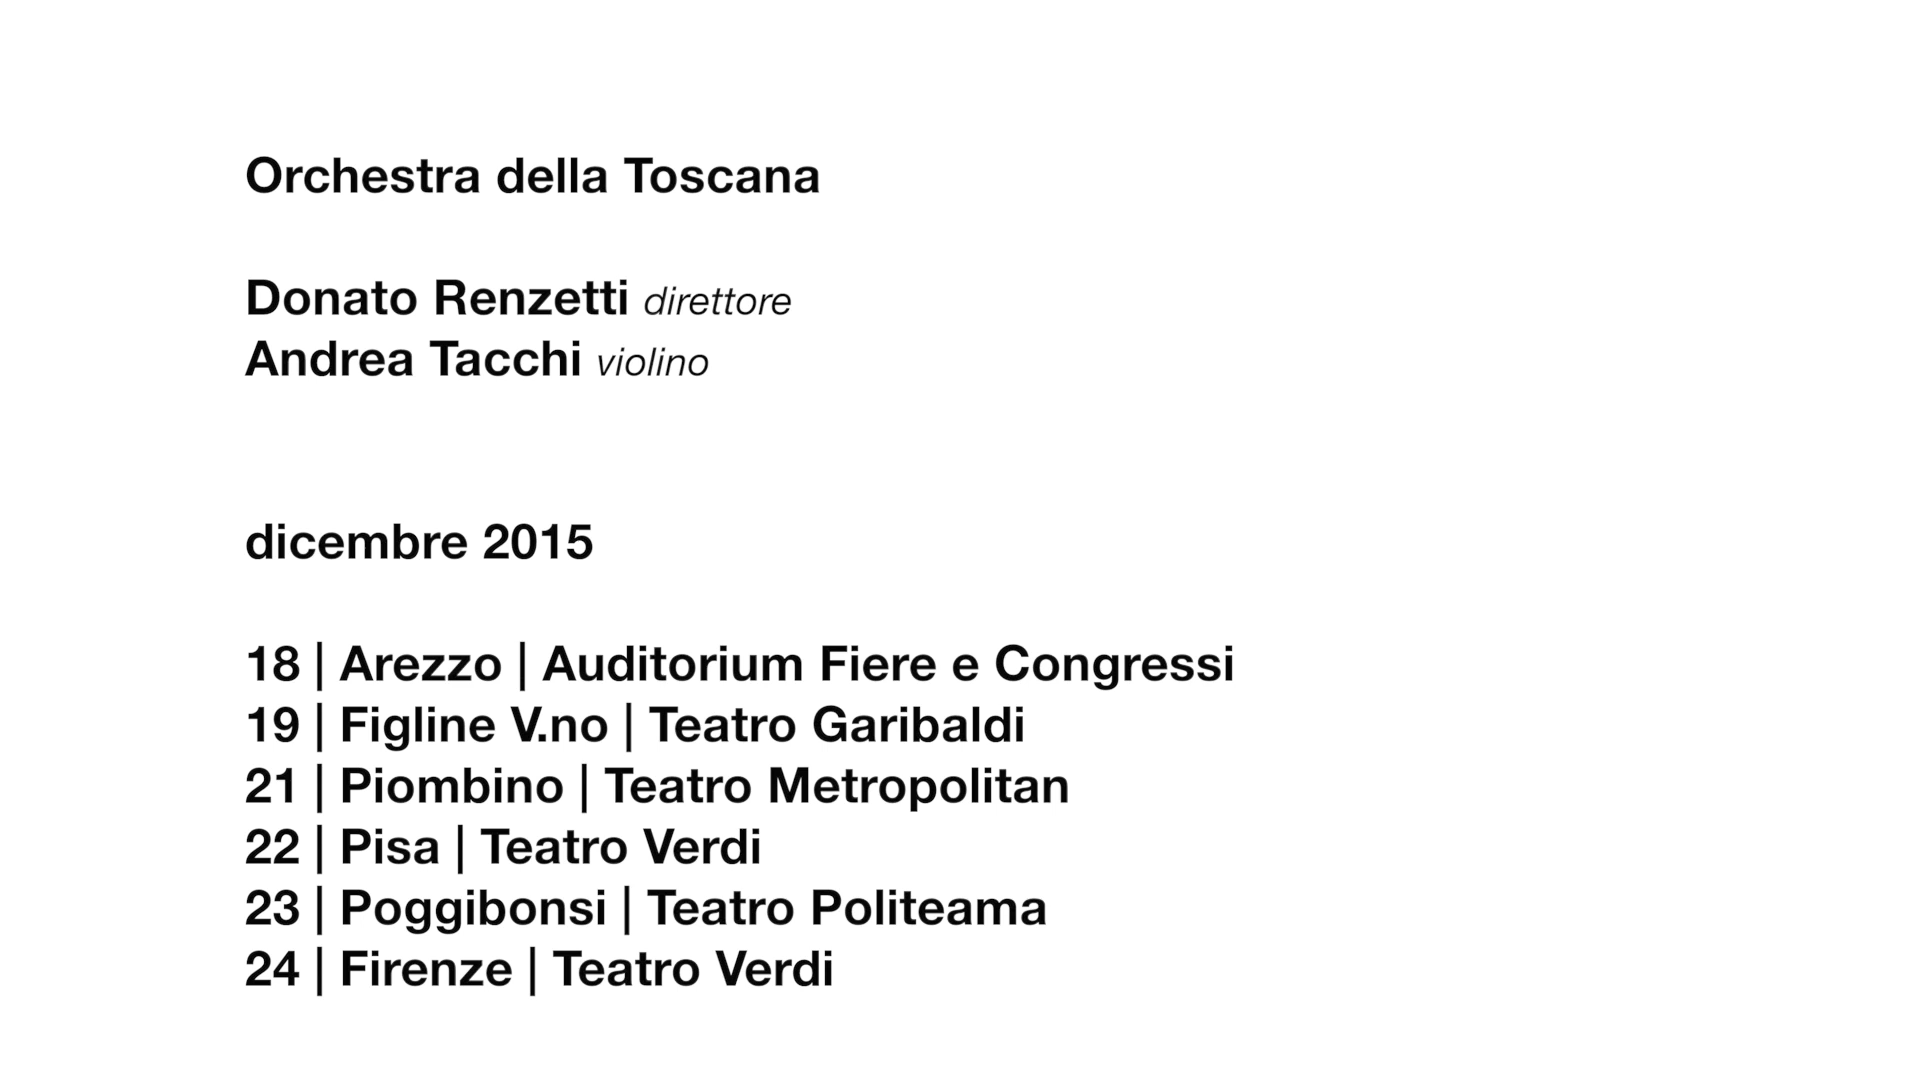 Orchestra della Toscana
Donato Renzetti direttore
Andrea Tacchi violino
dicembre 2015
18 | Arezzo | Auditorium Fiere e Congressi
19 | Figline V.no | Teatro Garibaldi
21 | Piombino | Teatro Metropolitan
22 | Pisa | Teatro Verdi
23 | Poggibonsi | Teatro Politeama
24 | Firenze | Teatro Verdi